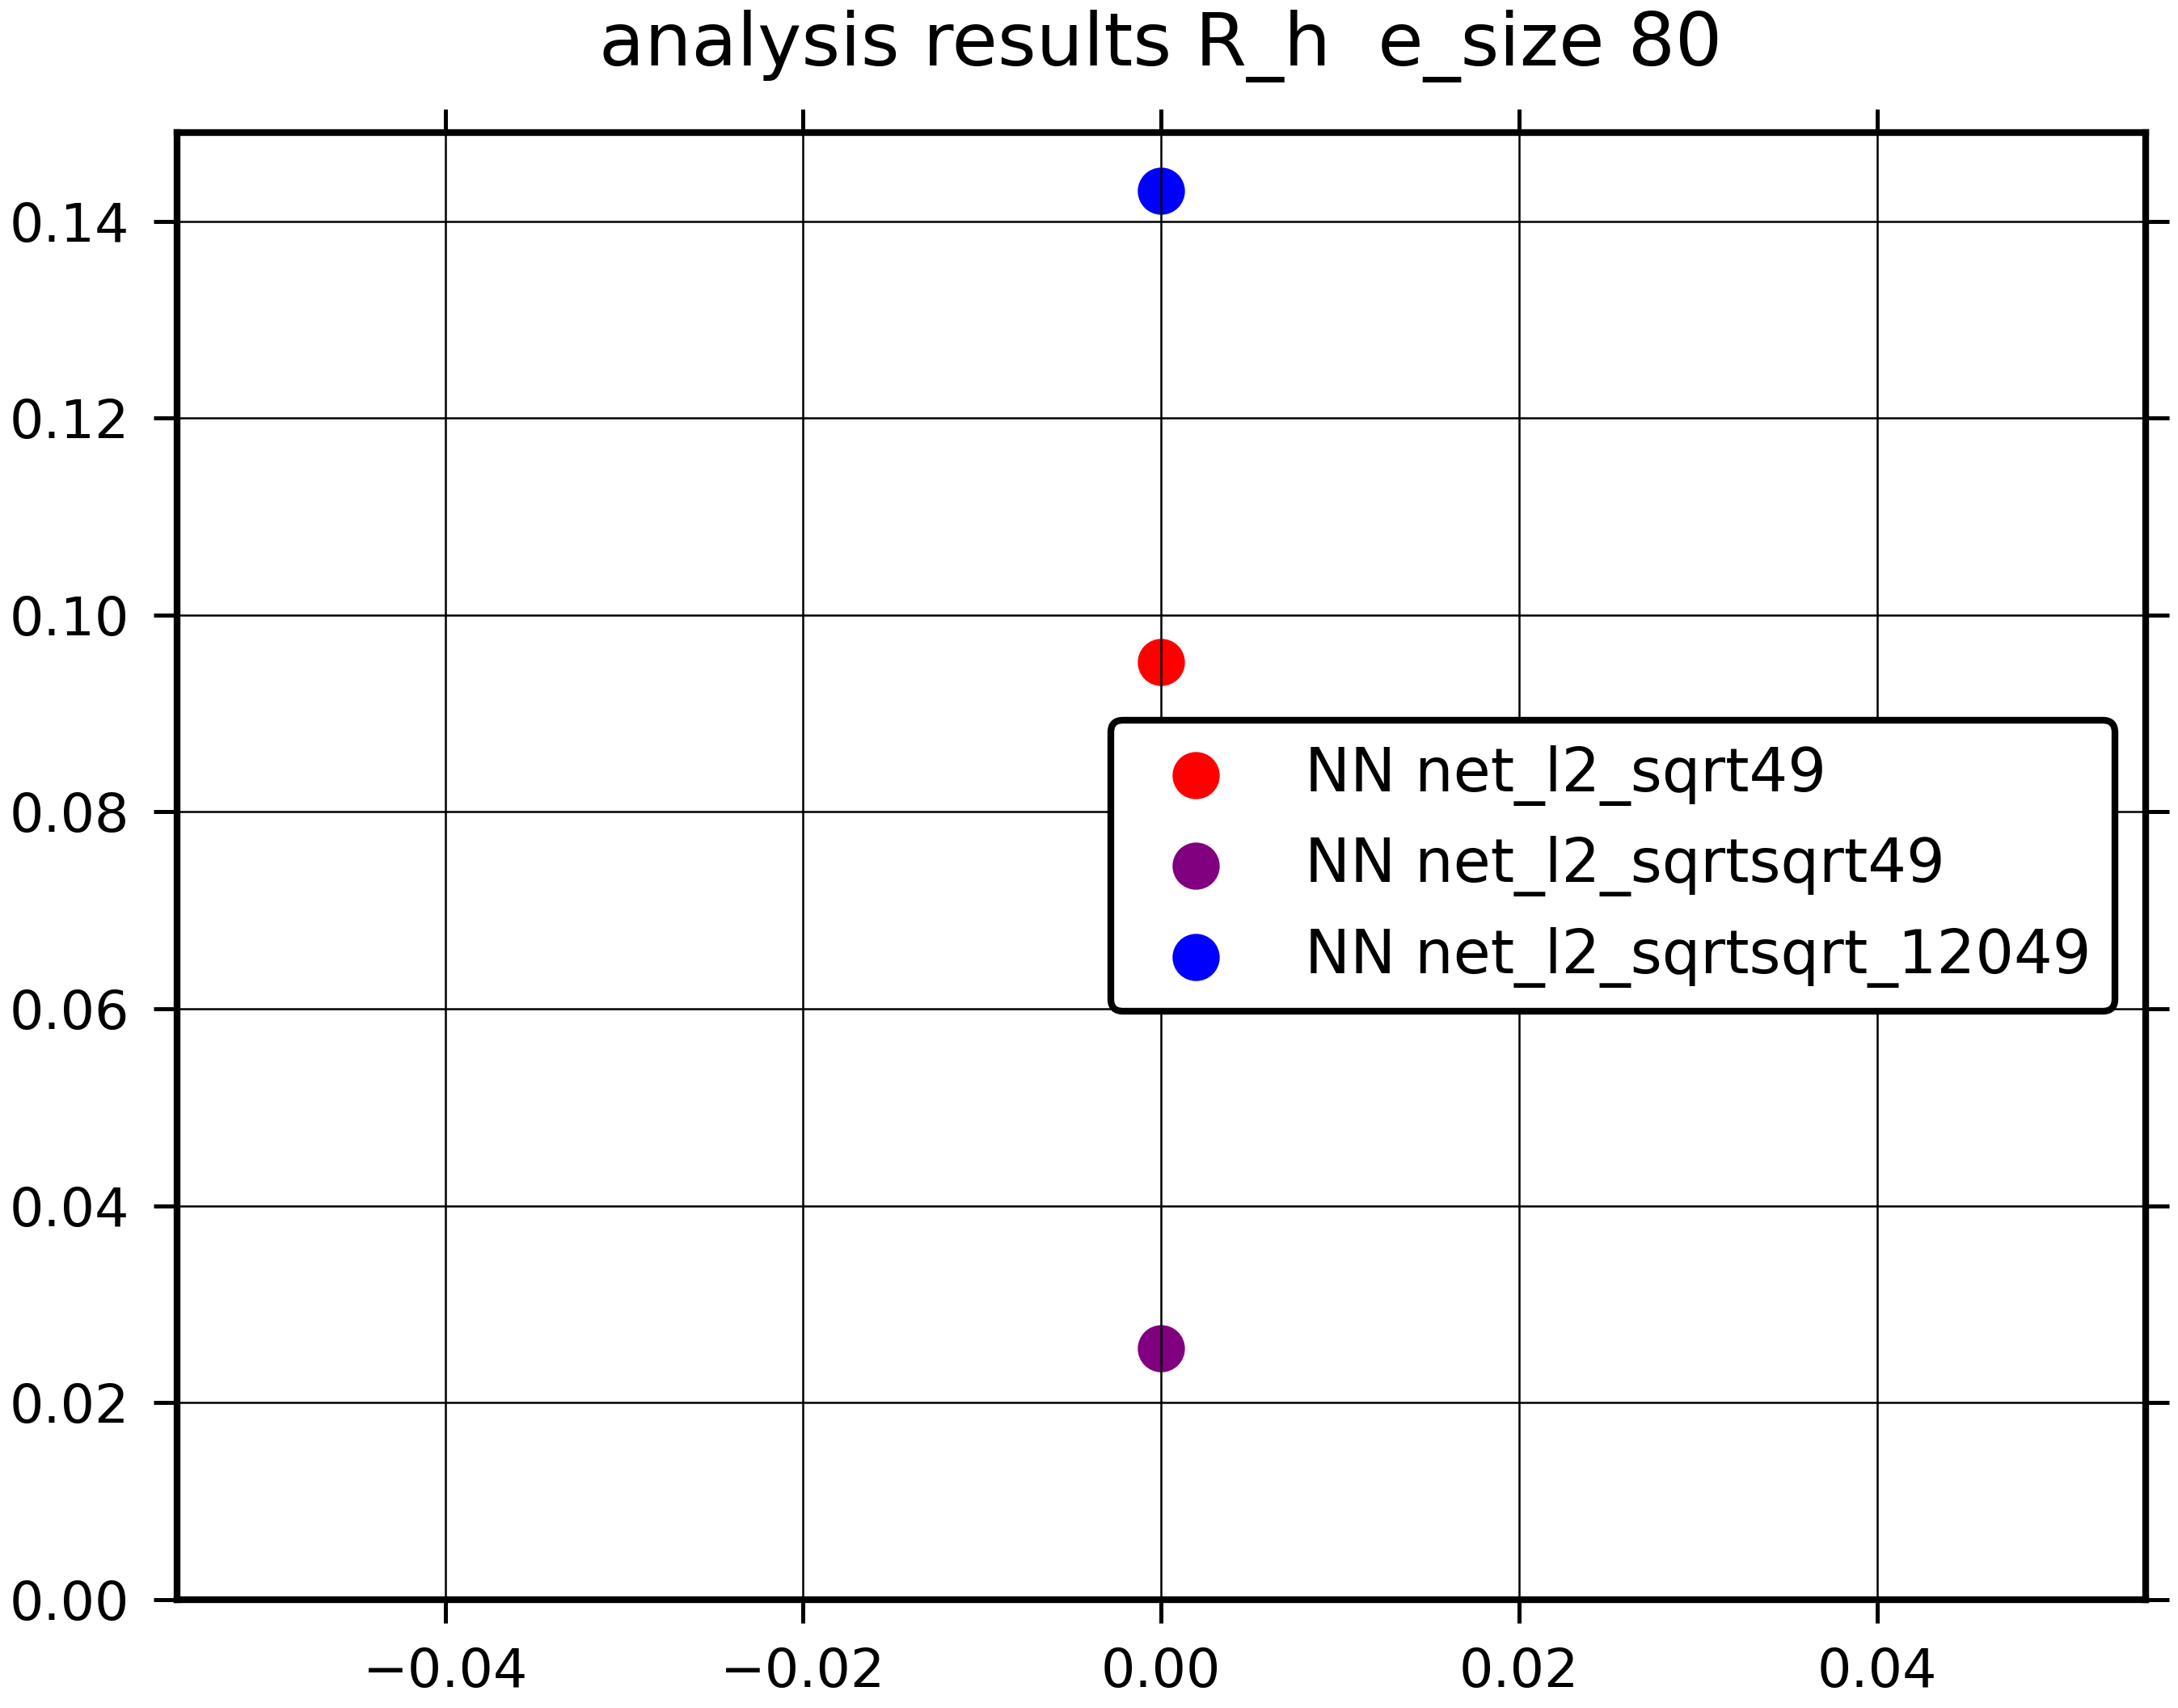 analysis results R_h  e_size 80
0.14
0.12
0.10
0.08
0.06
0.04
0.02
0.00
NN net_l2_sqrt49
NN net_l2_sqrtsqrt49
NN net_l2_sqrtsqrt_12049
−0.04 −0.02 0.00 0.02 0.04